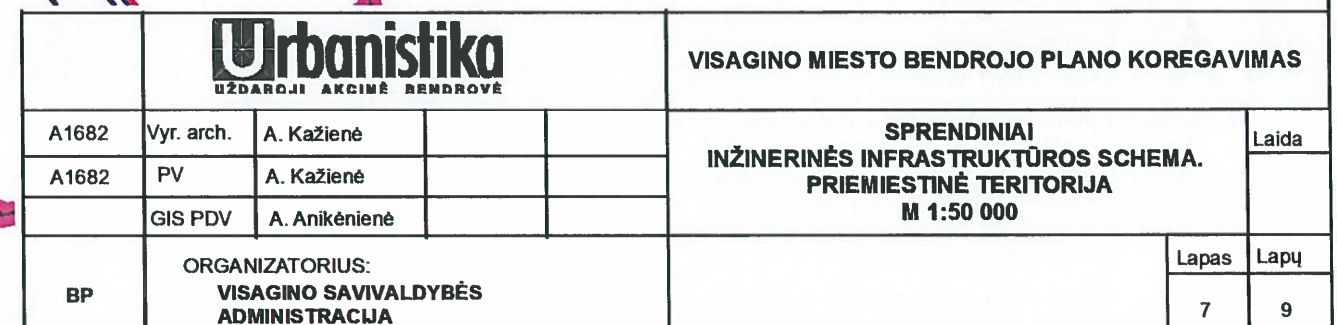 Urbanistika
UŽDAROJI AKCINĖ BENDROVĖ
VISAGINO MIESTO BENDROJO PLANO KOREGAVIMAS
A1682 Vyr. arch. A. Kažienė
A1682 PV A. Kažienė
GIS PDV A. Anikėnienė
SPRENDINIAI
INŽINERINĖS INFRASTRUKTŪROS SCHEMA.
PRIEMIESTINĖ TERITORIJA
M 1:50 000
Laida
BP
ORGANIZATORIUS:
VISAGINO SAVIVALDYBĖS
ADMINISTRACIJA
Lapas Lapų
7 9